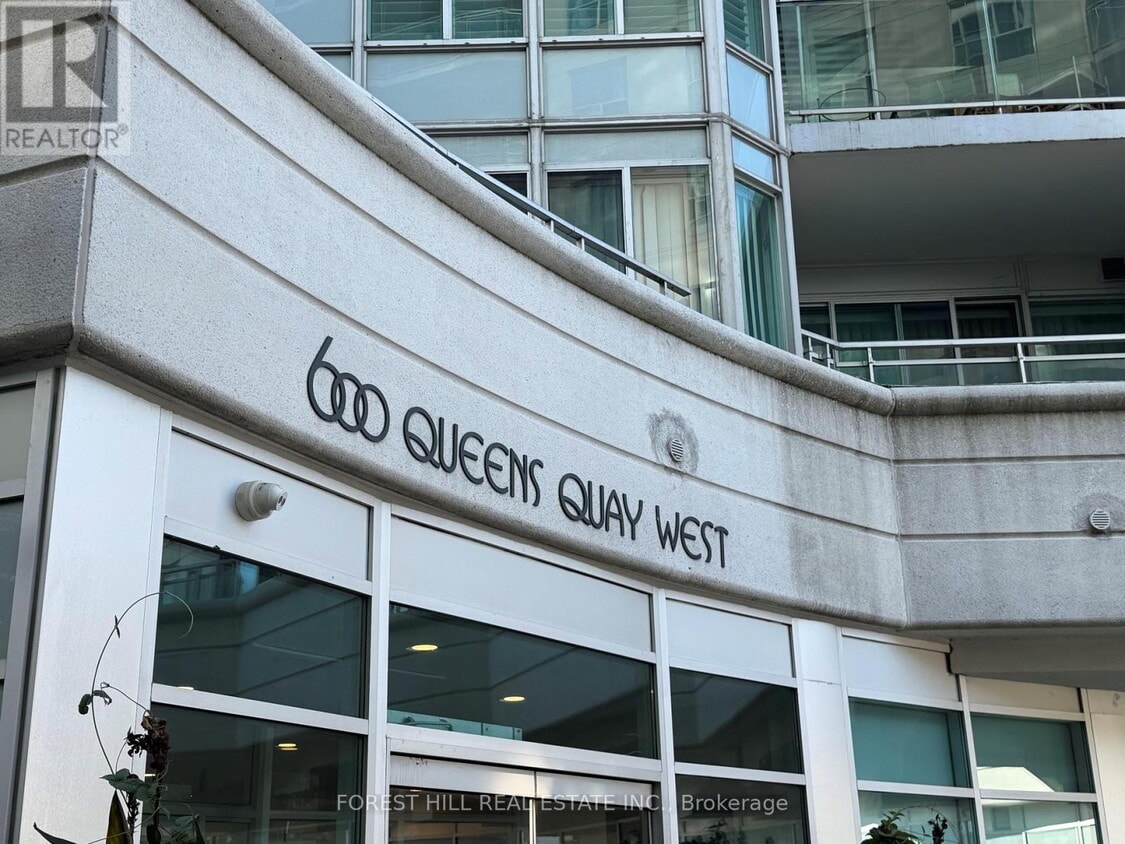 R
REALTOR®
600 QUEENS QUAY WEST
FOREST HILL REAL ESTATE INC., Brokerage